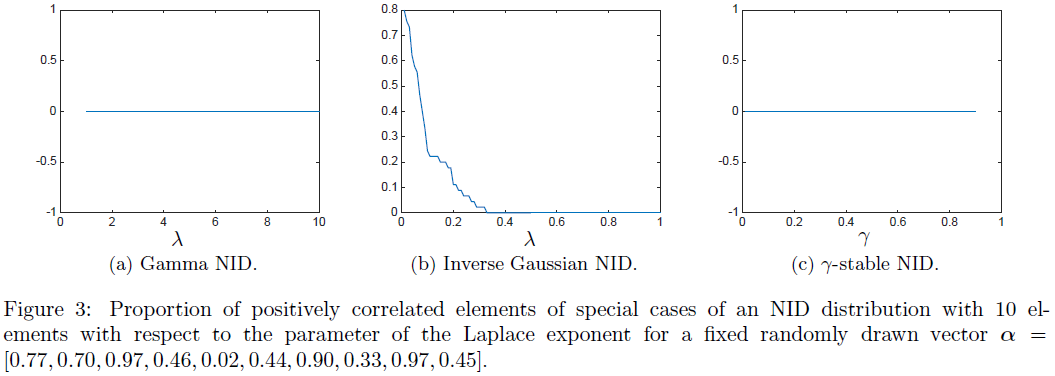 1
0.5
0
-0.5
-1
0 2 4 6 8 10
λ
(a) Gamma NID.
0.8
0.7
0.6
0.5
0.4
0.3
0.2
0.1
0
0 0.2 0.4 0.6 0.8 1
λ
(b) Inverse Gaussian NID.
1
0.5
0
-0.5
-1
0 0.2 0.4 0.6 0.8 1
γ
(c) γ-stable NID.
Figure 3: Proportion of positively correlated elements of special cases of an NID distribution with 10 el-
ements with respect to the parameter of the Laplace exponent for a fixed randomly drawn vector α =
[0.77, 0.70, 0.97, 0.46, 0.02, 0.44, 0.90, 0.33, 0.97, 0.45].